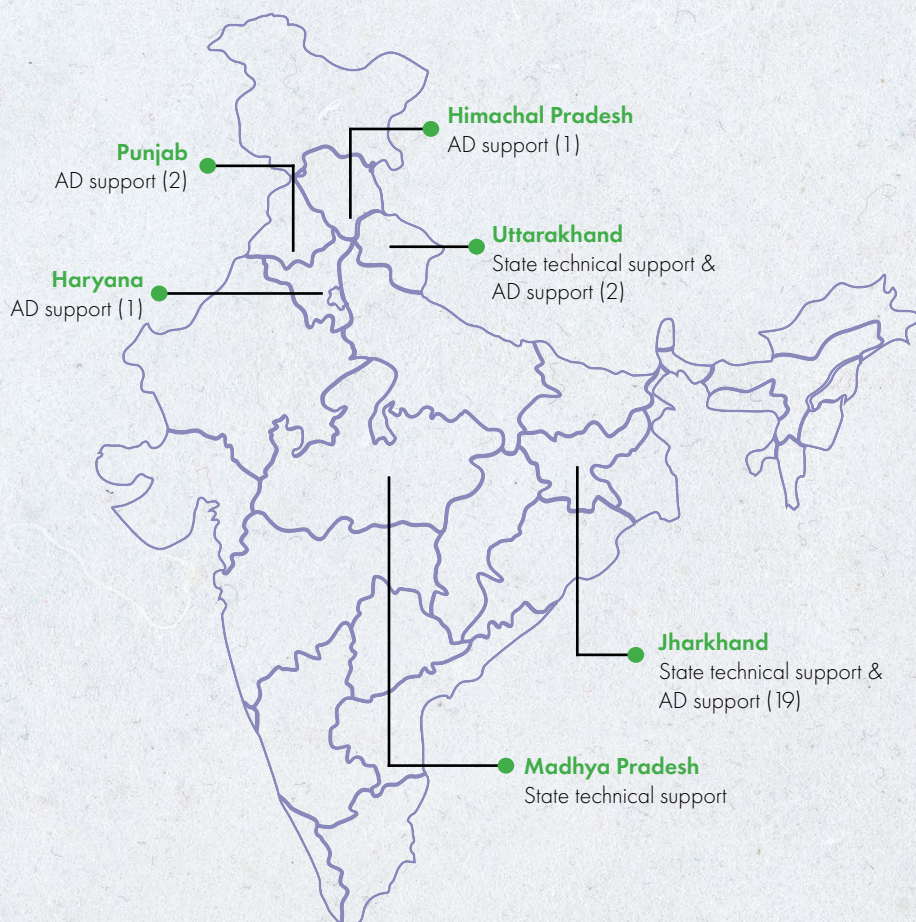 Himachal Pradesh
AD support (1)
Punjab
AD support (2)
Uttarakhand
State technical support &
AD support (2)
Haryana
AD support (1)
Jharkhand
State technical support &
AD support (19)
Madhya Pradesh
State technical support